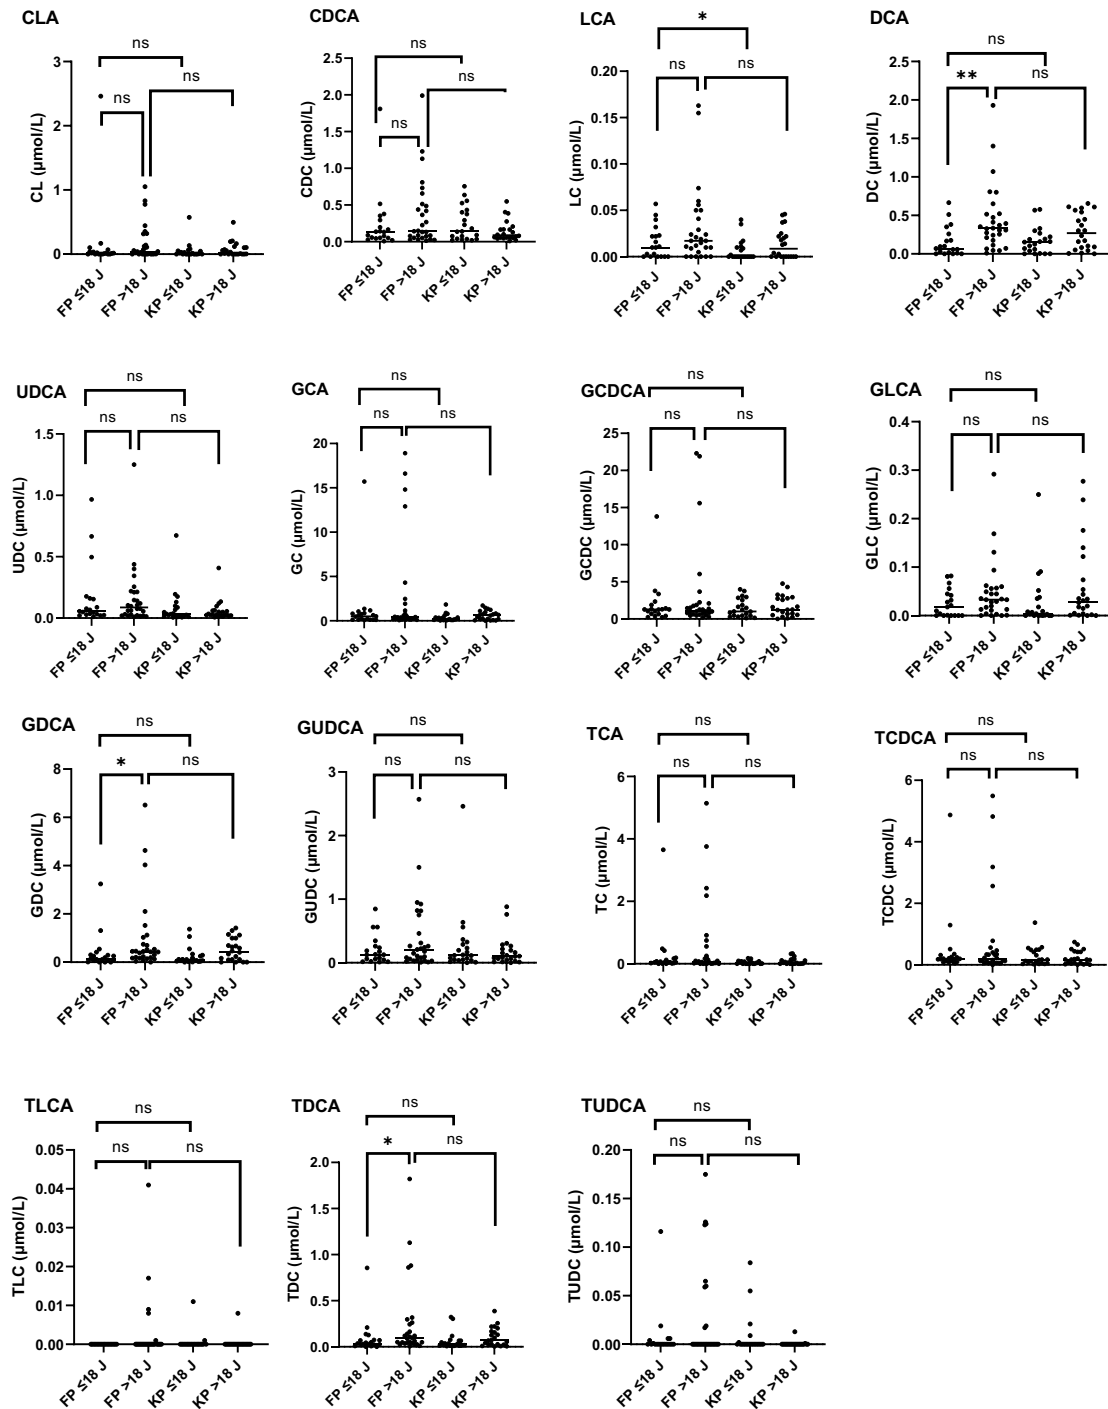 CLA
ns
ns
ns
CL (µmol/L)
3
2
1
0
FP ≤18 J
FP >18 J
KP ≤18 J
KP >18 J
CDCA
ns
ns
ns
CDC (µmol/L)
2.5
2.0
1.5
1.0
0.5
0.0
FP ≤18 J
FP >18 J
KP ≤18 J
KP >18 J
LCA
*
ns
ns
LC (µmol/L)
0.20
0.15
0.10
0.05
0.00
FP ≤18 J
FP >18 J
KP ≤18 J
KP >18 J
DCA
ns
**
ns
DC (µmol/L)
2.5
2.0
1.5
1.0
0.5
0.0
FP ≤18 J
FP >18 J
KP ≤18 J
KP >18 J
UDCA
ns
ns
ns
UDC (µmol/L)
1.5
1.0
0.5
0.0
FP ≤18 J
FP >18 J
KP ≤18 J
KP >18 J
GCA
ns
ns
ns
GC (µmol/L)
20
15
10
5
0
FP ≤18 J
FP >18 J
KP ≤18 J
KP >18 J
GCDCA
ns
ns
ns
GCDC (µmol/L)
25
20
15
10
5
0
FP ≤18 J
FP >18 J
KP ≤18 J
KP >18 J
GLCA
ns
ns
ns
GLC (µmol/L)
0.4
0.3
0.2
0.1
0.0
FP ≤18 J
FP >18 J
KP ≤18 J
KP >18 J
GDCA
ns
*
ns
GDC (µmol/L)
8
6
4
2
0
FP ≤18 J
FP >18 J
KP ≤18 J
KP >18 J
GUDCA
ns
ns
ns
GUDC (µmol/L)
3
2
1
0
FP ≤18 J
FP >18 J
KP ≤18 J
KP >18 J
TCA
ns
ns
ns
TC (µmol/L)
6
4
2
0
FP ≤18 J
FP >18 J
KP ≤18 J
KP >18 J
TCDCA
ns
ns
ns
TCDC (µmol/L)
6
4
2
0
FP ≤18 J
FP >18 J
KP ≤18 J
KP >18 J
TLCA
ns
ns
ns
TLC (µmol/L)
0.05
0.04
0.03
0.02
0.01
0.00
FP ≤18 J
FP >18 J
KP ≤18 J
KP >18 J
TDCA
ns
*
ns
TDC (µmol/L)
2.0
1.5
1.0
0.5
0.0
FP ≤18 J
FP >18 J
KP ≤18 J
KP >18 J
TUDCA
ns
ns
ns
TUDC (µmol/L)
0.20
0.15
0.10
0.05
0.00
FP ≤18 J
FP >18 J
KP ≤18 J
KP >18 J